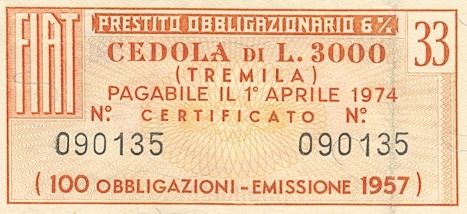 FIAT
PRESTITO OBBLIGAZIONARIO 6%
33
CEDOLA DI L. 3000
(TREMILA)
PAGABILE IL 1° APRILE 1974
N° CERTIFICATO N°
090135 090135
(100 OBBLIGAZIONI - EMISSIONE 1957)